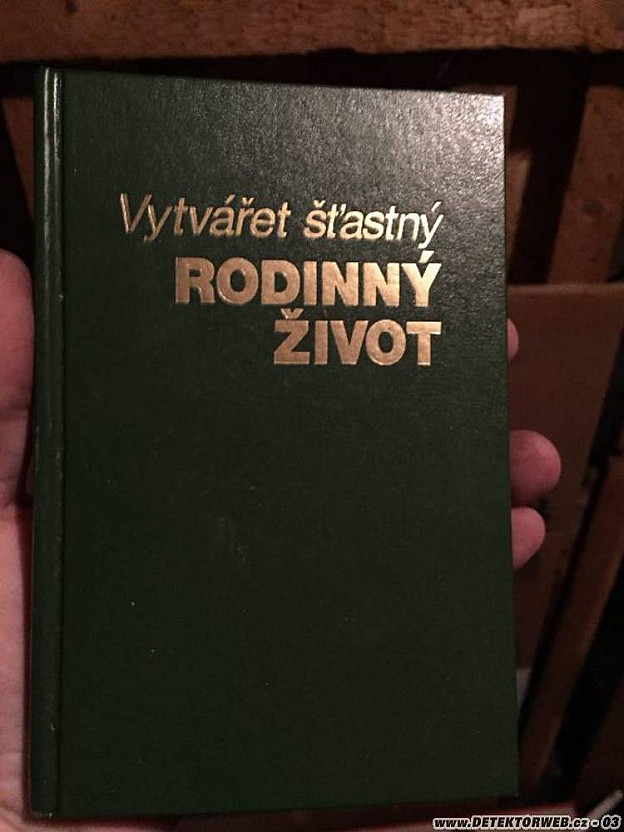 Vytvářet šťastný
RODINNÝ
ŽIVOT
www.DETEKTORWEB.cz - 03